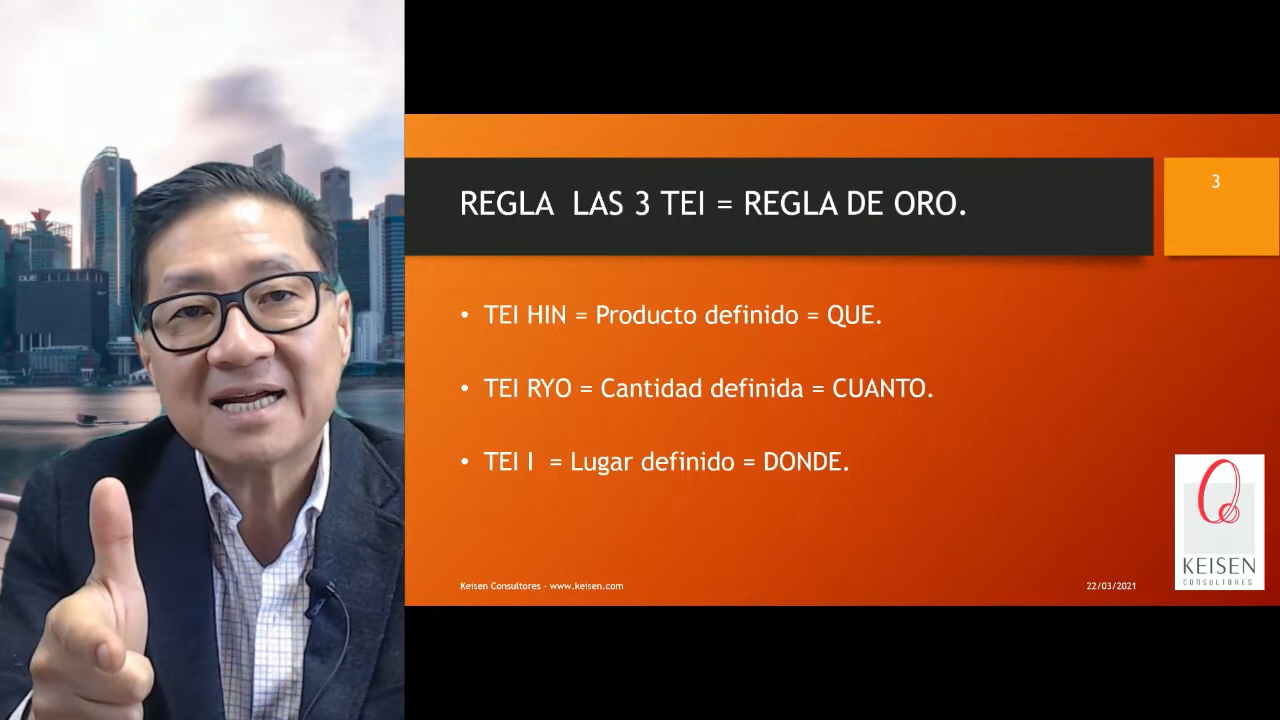 REGLA LAS 3 TEI = REGLA DE ORO.
3
• TEI HIN = Producto definido = QUE.
• TEI RYO = Cantidad definida = CUANTO.
• TEI I = Lugar definido = DONDE.
Keisen Consultores - www.keisen.com
22/03/2021
KEISEN
CONSULTORES
OUE